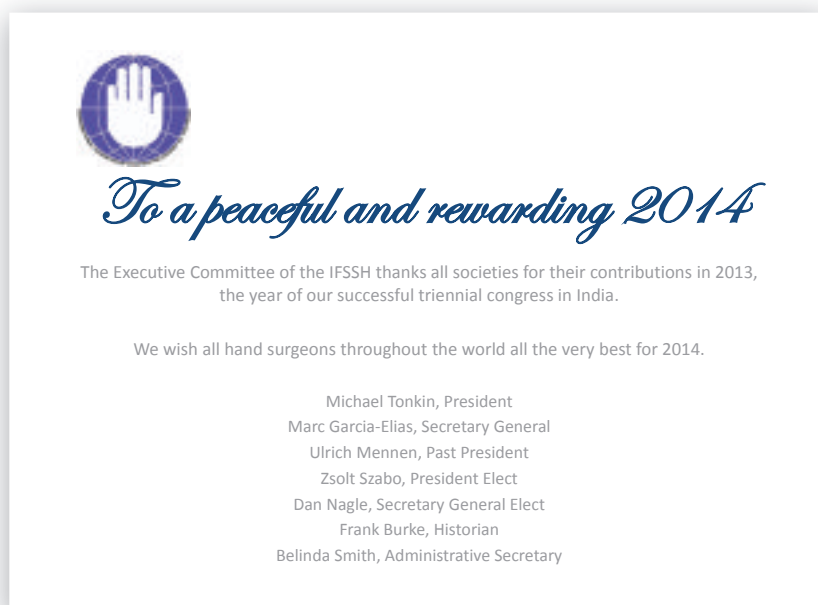 To a peaceful and rewarding 2014
The Executive Committee of the IFSSH thanks all societies for their contributions in 2013,
the year of our successful triennial congress in India.
We wish all hand surgeons throughout the world all the very best for 2014.
Michael Tonkin, President
Marc Garcia-Elias, Secretary General
Ulrich Mennen, Past President
Zsolt Szabo, President Elect
Dan Nagle, Secretary General Elect
Frank Burke, Historian
Belinda Smith, Administrative Secretary